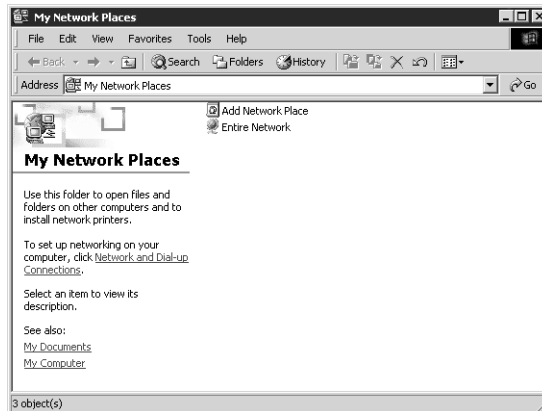 My Network Places
File Edit View Favorites Tools Help
Back Search Folders History
Address My Network Places Go
Add Network Place
Entire Network
My Network Places
Use this folder to open files and
folders on other computers and to
install network printers.
To set up networking on your
computer, click Network and Dial-up
Connections.
Select an item to view its
description.
See also:
My Documents
My Computer
3 object(s)